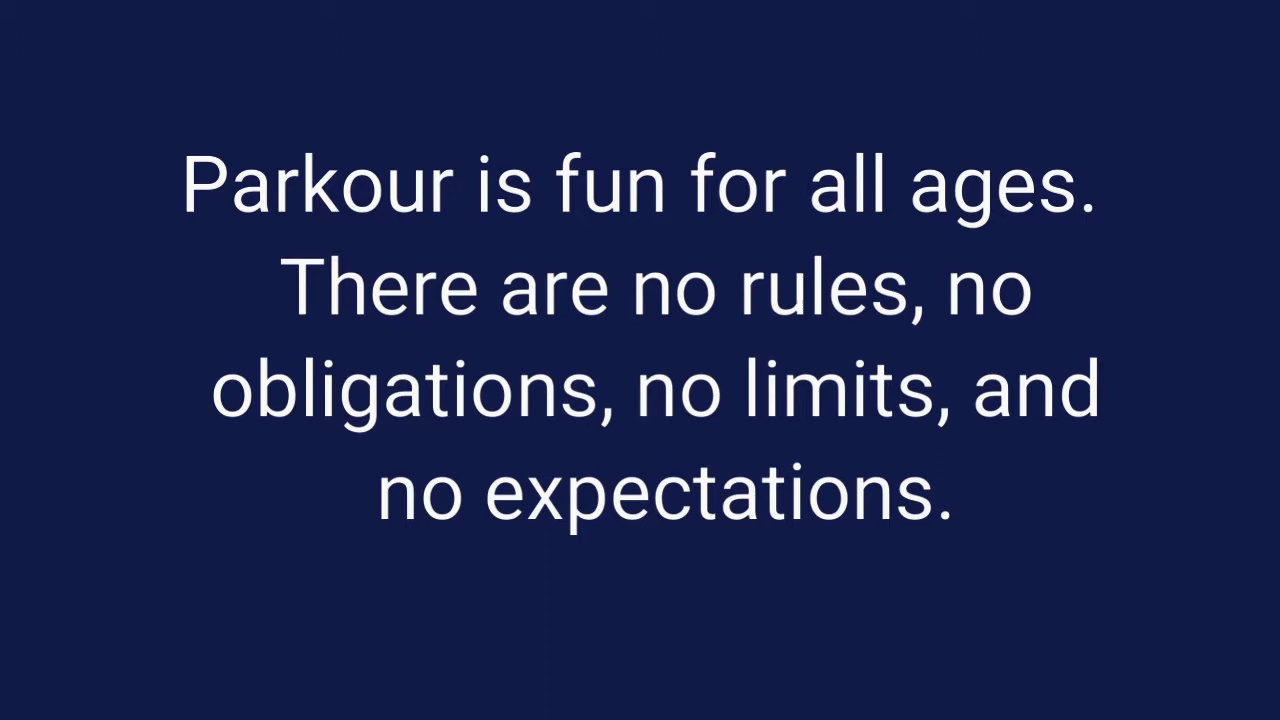 Parkour is fun for all ages.
There are no rules, no
obligations, no limits, and
no expectations.